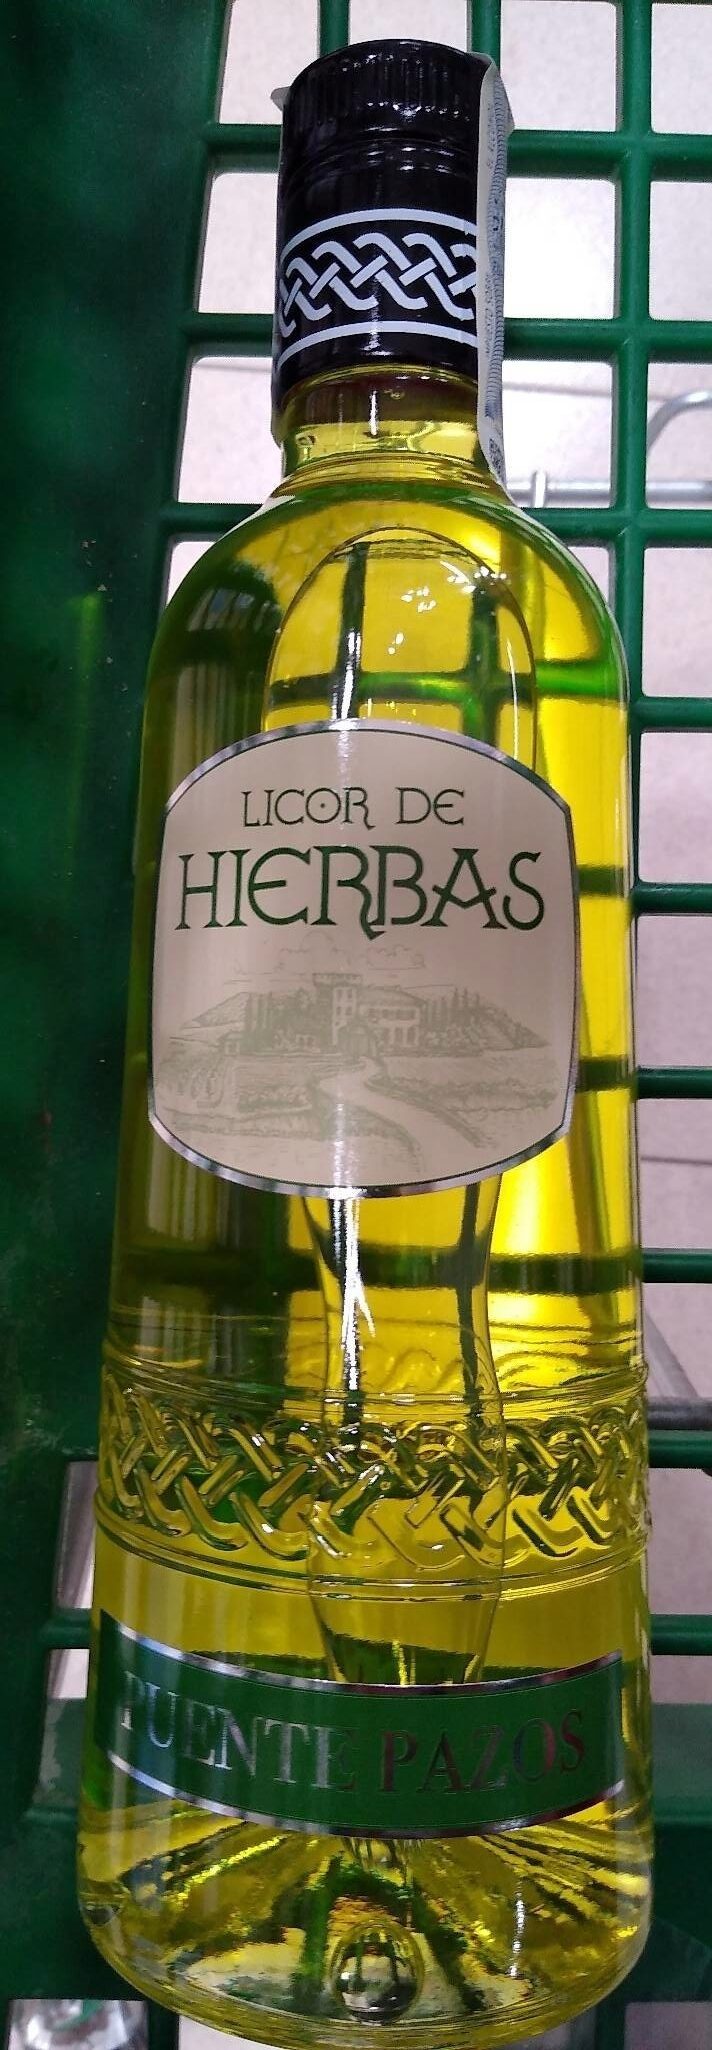 LICOR DE
HIERBAS
PUENTE PAZOS